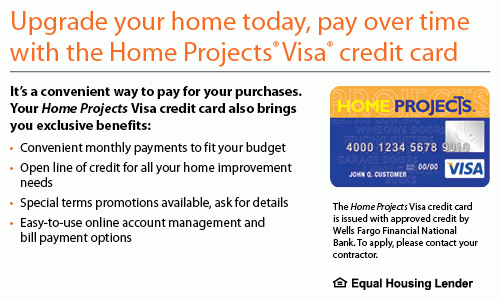 Upgrade your home today, pay over time
with the Home Projects® Visa® credit card
It's a convenient way to pay for your purchases.
Your Home Projects Visa credit card also brings
you exclusive benefits:
• Convenient monthly payments to fit your budget
• Open line of credit for all your home improvement
needs
• Special terms promotions available, ask for details
• Easy-to-use online account management and
bill payment options
PROJECTS
HOME PROJECTS
WINDOWS DOORS
4000 1234 5678 9010
GARAGE DOORS
00/00
JOHN Q. CUSTOMER
VISA
The Home Projects Visa credit card
is issued with approved credit by
Wells Fargo Financial National
Bank. To apply, please contact your
contractor.
Equal Housing Lender